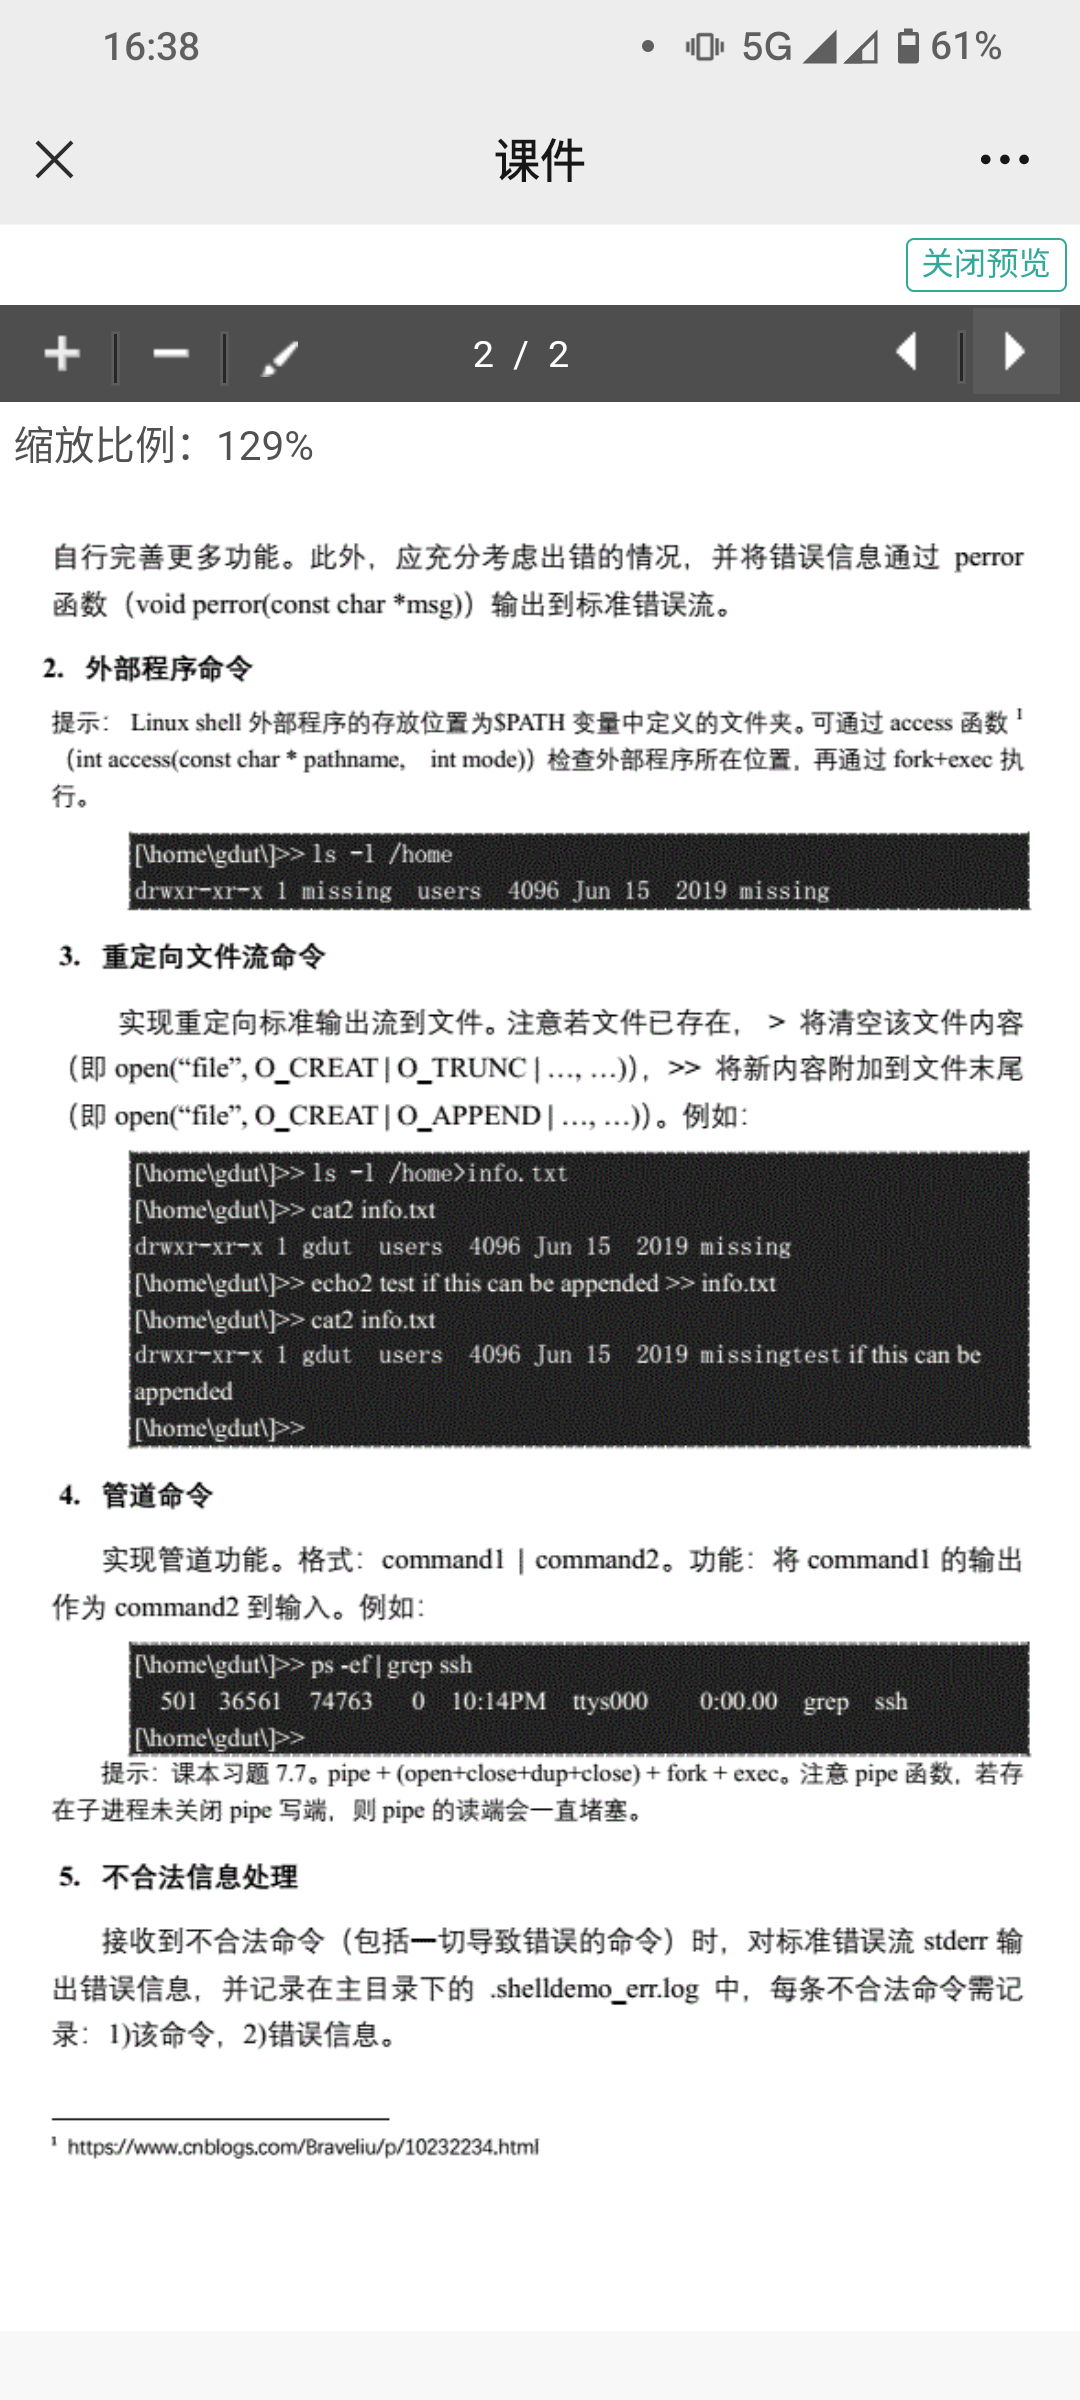 16:38
5G 61%
课件
关闭预览
2 / 2
缩放比例：129%
自行完善更多功能。此外，应充分考虑出错的情况，并将错误信息通过 perror
函数（void perror(const char *msg)）输出到标准错误流。
2. 外部程序命令
提示： Linux shell 外部程序的存放位置为$PATH 变量中定义的文件夹。可通过 access 函数 1
（int access(const char * pathname, int mode)）检查外部程序所在位置，再通过 fork+exec 执
行。
[\home\gdut\]>> ls -l /home
drwxr-xr-x 1 missing users 4096 Jun 15 2019 missing
3. 重定向文件流命令
实现重定向标准输出流到文件。注意若文件已存在， > 将清空该文件内容
（即 open(“file”, O_CREAT | O_TRUNC | …, …)），>> 将新内容附加到文件末尾
（即 open(“file”, O_CREAT | O_APPEND | …, …)）。例如：
[\home\gdut\]>> ls -l /home>info.txt
[\home\gdut\]>> cat2 info.txt
drwxr-xr-x 1 gdut users 4096 Jun 15 2019 missing
[\home\gdut\]>> echo2 test if this can be appended >> info.txt
[\home\gdut\]>> cat2 info.txt
drwxr-xr-x 1 gdut users 4096 Jun 15 2019 missingtest if this can be
appended
[\home\gdut\]>>
4. 管道命令
实现管道功能。格式：command1 | command2。功能：将 command1 的输出
作为 command2 到输入。例如：
[\home\gdut\]>> ps -ef | grep ssh
501 36561 74763 0 10:14PM ttys000 0:00.00 grep ssh
[\home\gdut\]>>
提示：课本习题 7.7。pipe + (open+close+dup+close) + fork + exec。注意 pipe 函数，若存
在子进程未关闭 pipe 写端，则 pipe 的读端会一直堵塞。
5. 不合法信息处理
接收到不合法命令（包括一切导致错误的命令）时，对标准错误流 stderr 输
出错误信息，并记录在主目录下的 .shelldemo_err.log 中，每条不合法命令需记
录：1)该命令，2)错误信息。
1 https://www.cnblogs.com/Braveliu/p/10232234.html